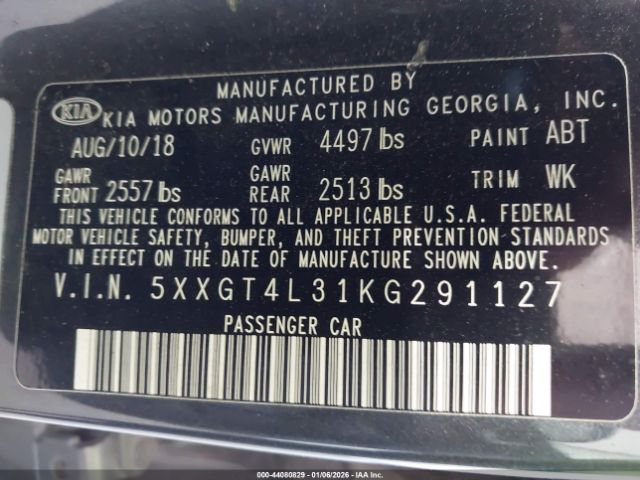 MANUFACTURED BY
KIA KIA MOTORS MANUFACTURING GEORGIA, INC.
AUG/10/18 GVWR 4497 lbs PAINT ABT
GAWR FRONT 2557 lbs GAWR REAR 2513 lbs TRIM WK
THIS VEHICLE CONFORMS TO ALL APPLICABLE U.S.A. FEDERAL
MOTOR VEHICLE SAFETY, BUMPER, AND THEFT PREVENTION STANDARDS
IN EFFECT ON THE DATE OF MANUFACTURE SHOWN ABOVE.
V.I.N. 5XXGT4L31KG291127
PASSENGER CAR
000-44080829 - 01/06/2026 - IAAI.COM